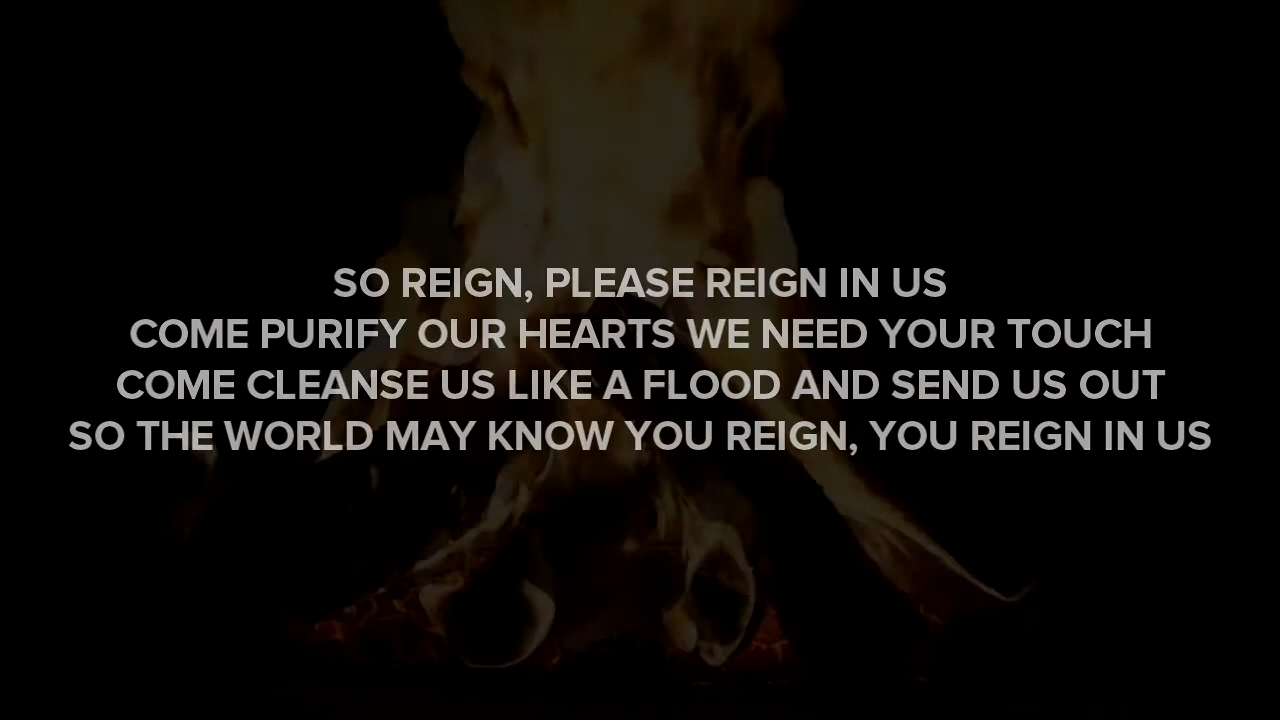 SO REIGN, PLEASE REIGN IN US
COME PURIFY OUR HEARTS WE NEED YOUR TOUCH
COME CLEANSE US LIKE A FLOOD AND SEND US OUT
SO THE WORLD MAY KNOW YOU REIGN, YOU REIGN IN US